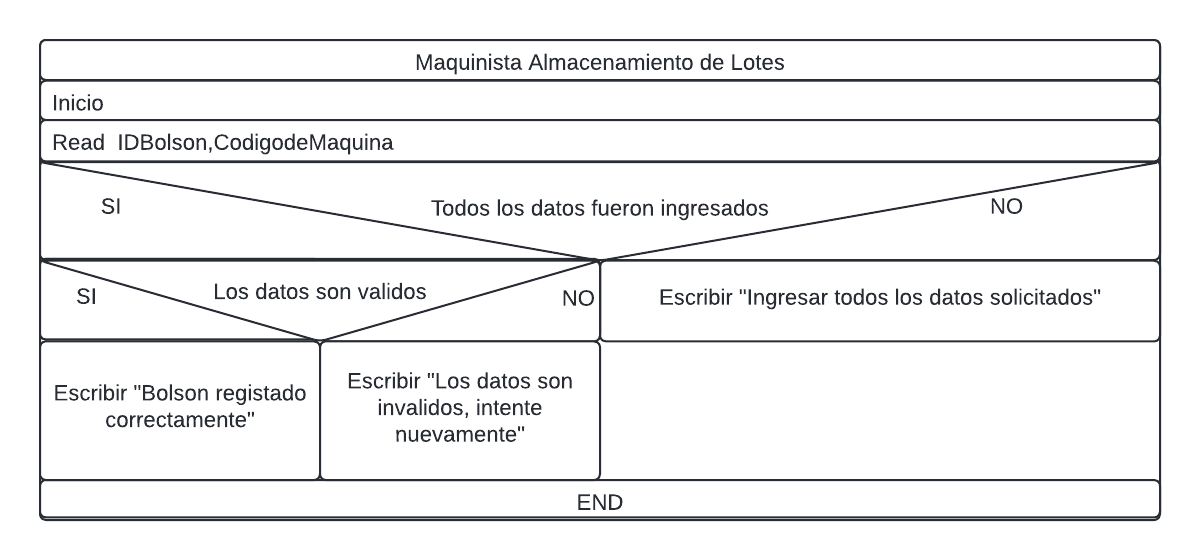 Maquinista Almacenamiento de Lotes
Inicio
Read  IDBolson,CodigodeMaquina
SI
Todos los datos fueron ingresados
NO
SI
Los datos son validos
NO
Escribir "Ingresar todos los datos solicitados"
Escribir "Bolson registado
correctamente"
Escribir "Los datos son
invalidos, intente
nuevamente"
END